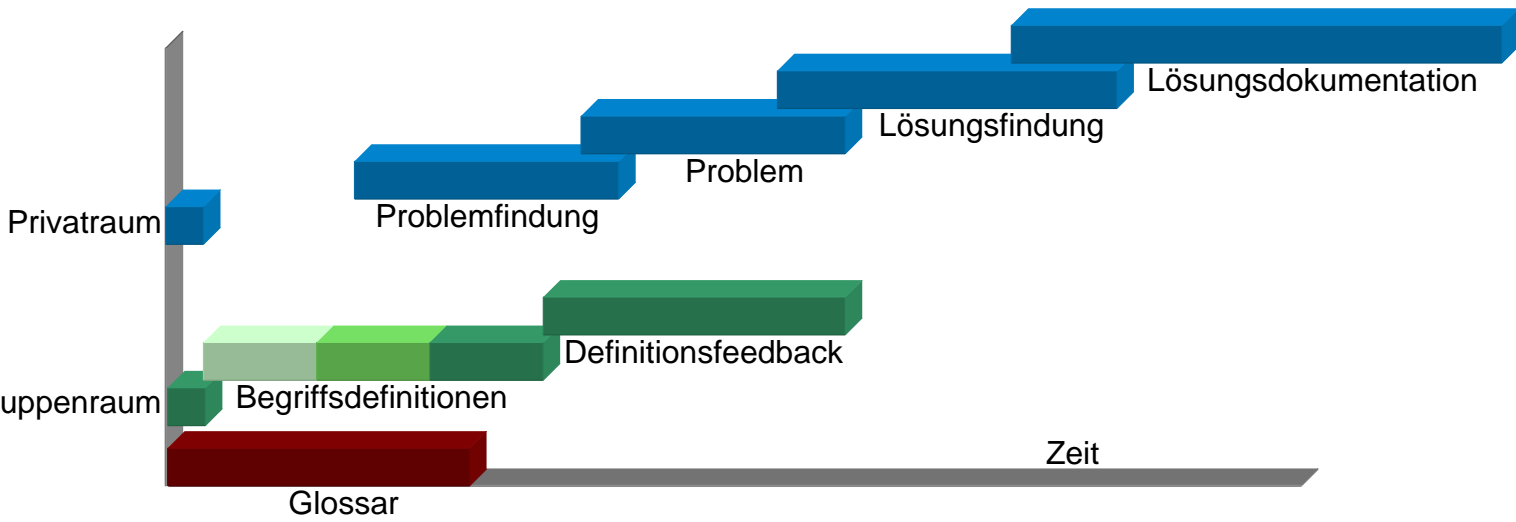 Lösungsdokumentation
Lösungsfindung
Problem
Problemfindung
Privatraum
Definitionsfeedback
Begriffsdefinitionen
uppenraum
Zeit
Glossar